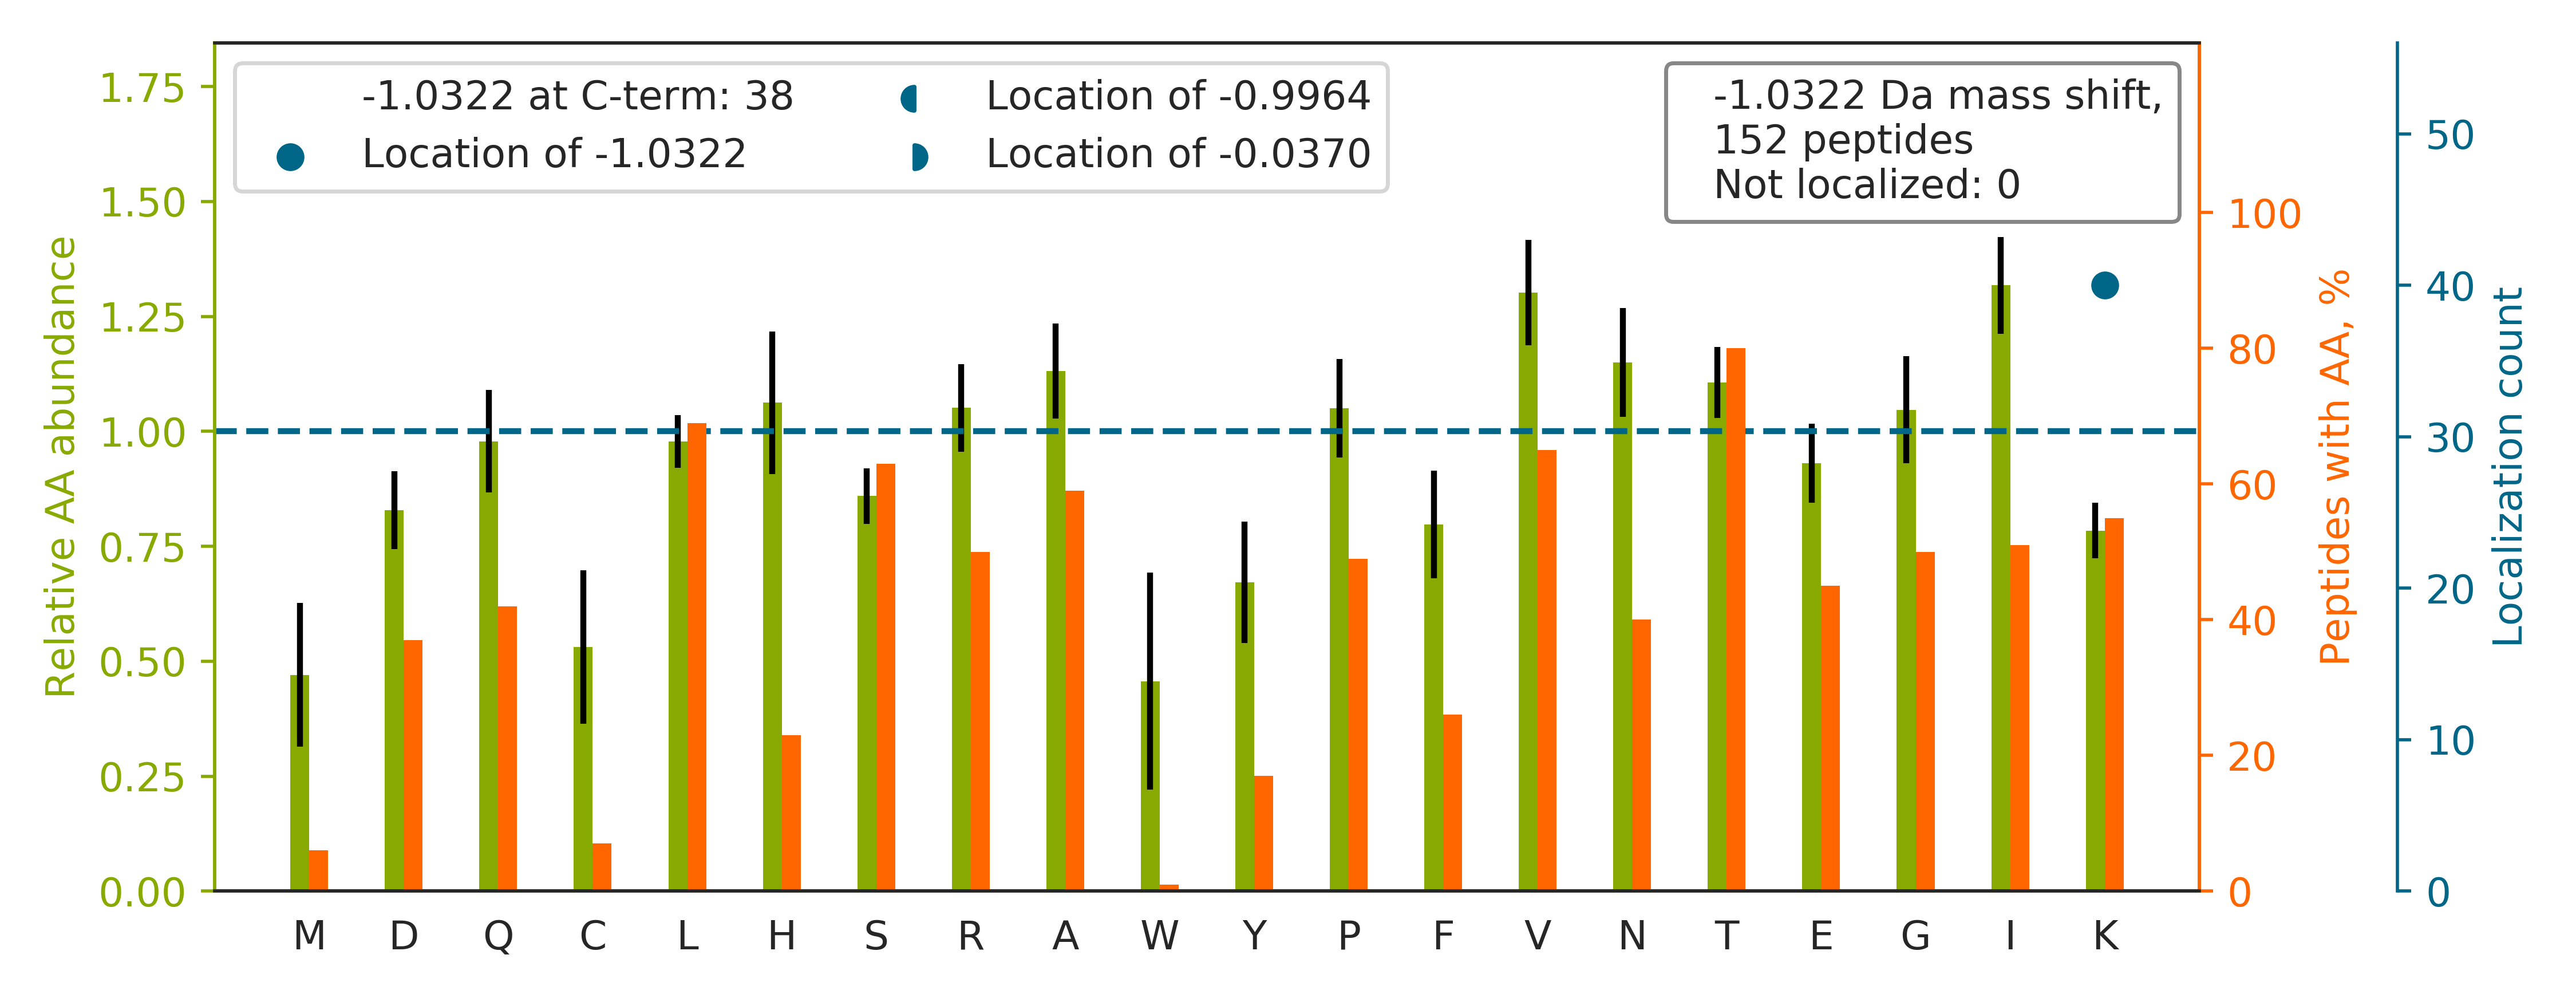 -1.0322 at C-term: 38
Location of -1.0322
Location of -0.9964
Location of -0.0370
-1.0322 Da mass shift,
152 peptides
Not localized: 0
Relative AA abundance
1.75
1.50
1.25
1.00
0.75
0.50
0.25
0.00
M D Q C L H S R A W Y P F V N T E G I K
100
80
60
40
20
0
Peptides with AA, %
50
40
30
20
10
0
Localization count